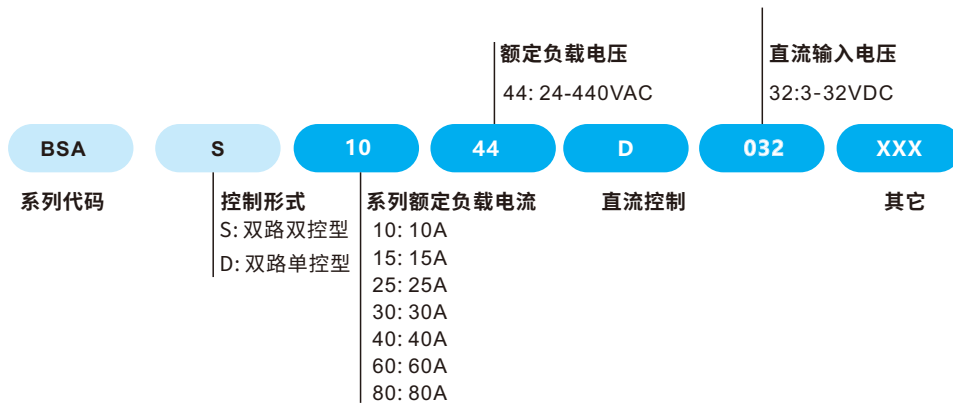 额定负载电压 直流输入电压
44: 24-440VAC 32:3-32VDC
BSA S 10 44 D 032 XXX
系列代码 控制形式 系列额定负载电流 直流控制 其它
S: 双路双控型 10: 10A
15: 15A
D: 双路单控型
25: 25A
30: 30A
40: 40A
60: 60A
80: 80A